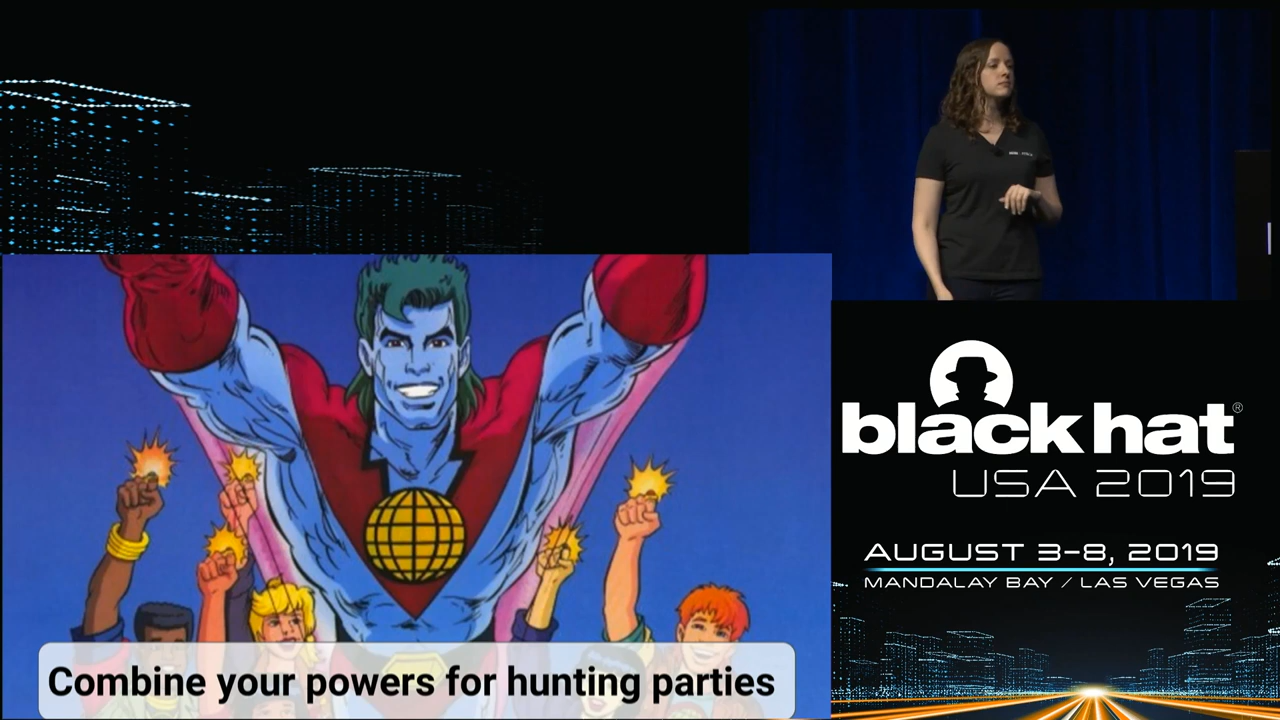 Combine your powers for hunting parties
black hat®
USA 2019
AUGUST 3-8, 2019
MANDALAY BAY / LAS VEGAS